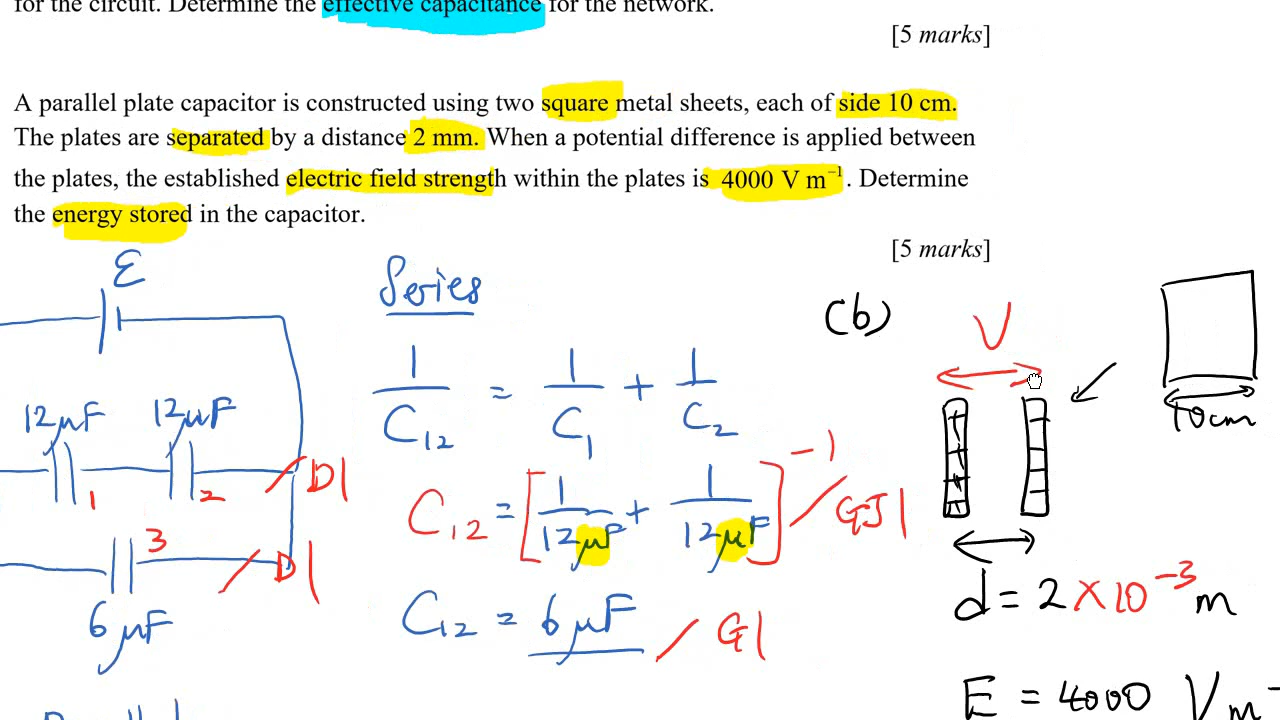 for the circuit. Determine the effective capacitance for the network.
[5 marks]
A parallel plate capacitor is constructed using two square metal sheets, each of side 10 cm.
The plates are separated by a distance 2 mm. When a potential difference is applied between
the plates, the established electric field strength within the plates is 4000 V m⁻¹. Determine
the energy stored in the capacitor.
[5 marks]
ε
12μF 12μF
1 2 / D1
3 / D1
6 μF
Series
1/C₁₂ = 1/C₁ + 1/C₂
C₁₂ = [1/12μF + 1/12μF]⁻¹ / GJ1
C₁₂ = 6μF / G1
(b)
V
10cm
d = 2 × 10⁻³ m
E = 4000 V m⁻